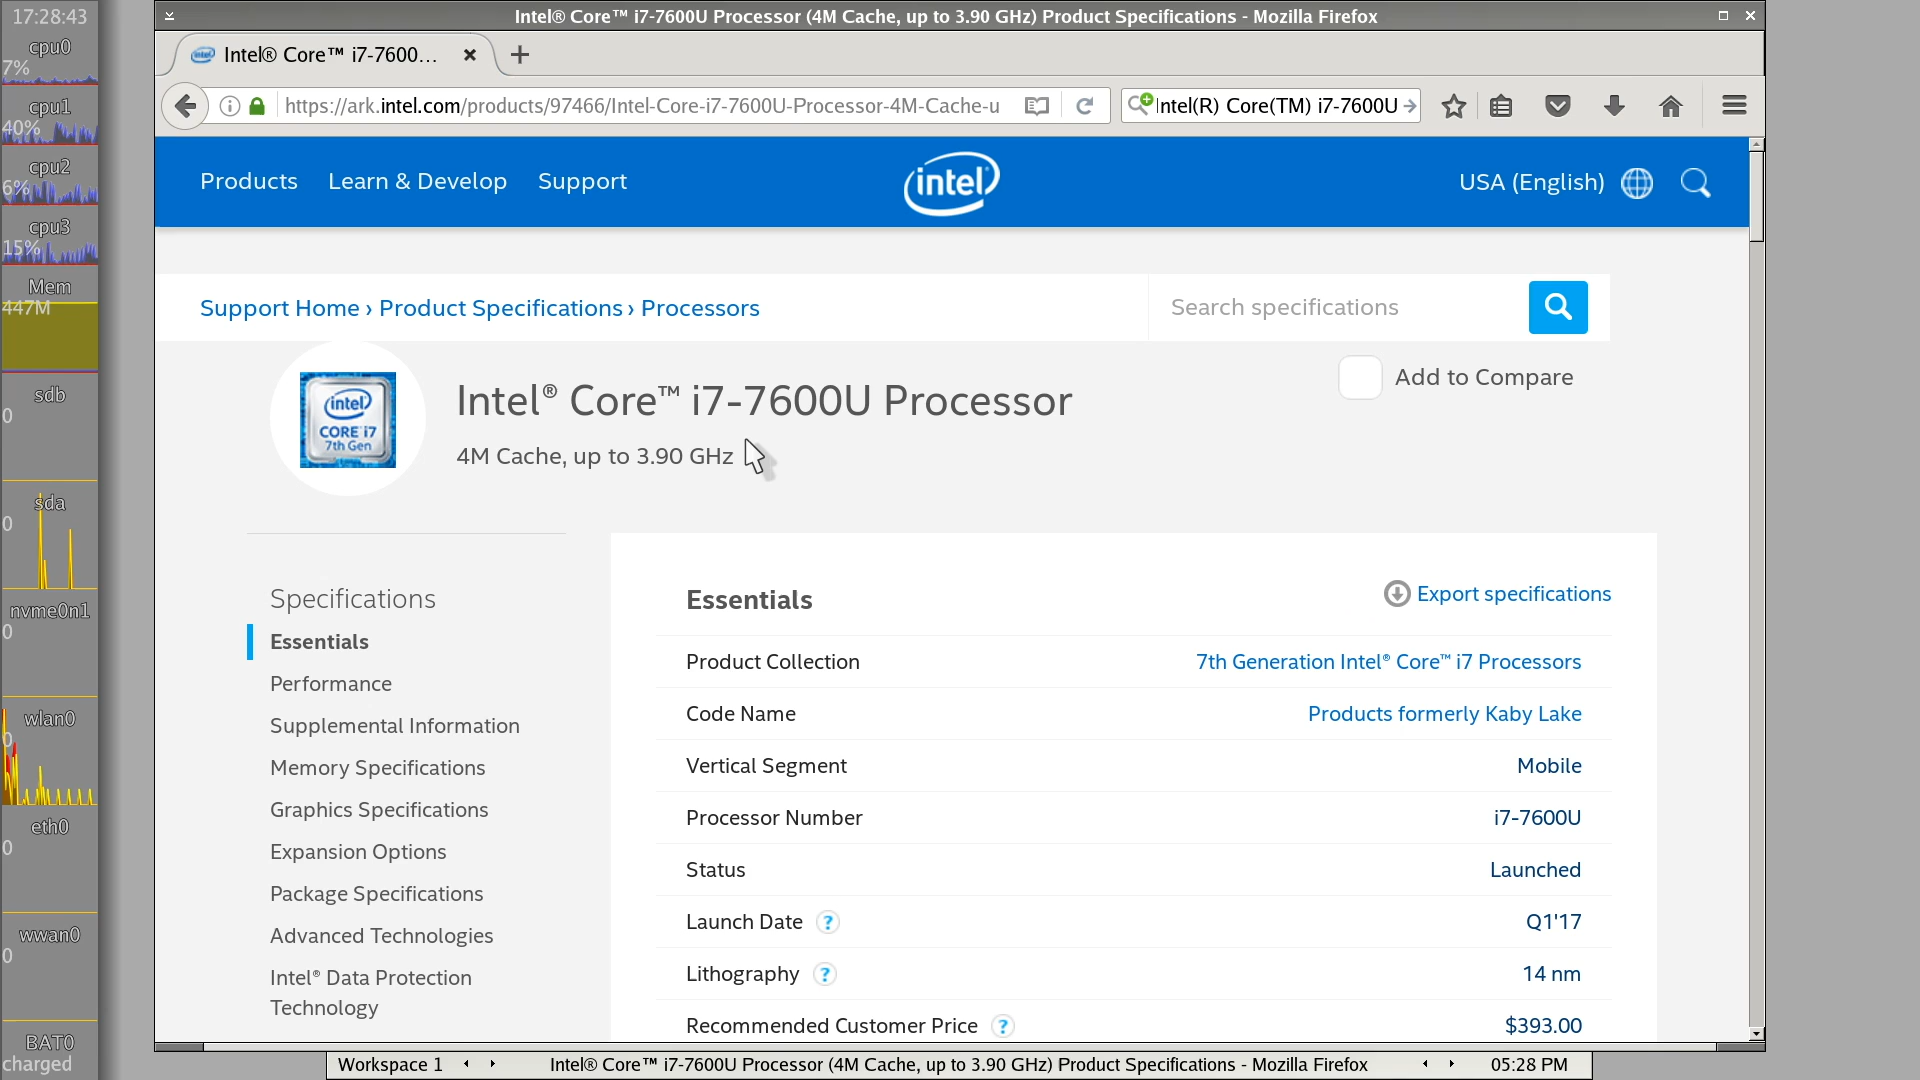 17:28:43
cpu0
7%
cpu1
40%
cpu2
6%
cpu3
15%
Mem
447M
sdb
0
sda
0
nvme0n1
0
wlan0
0
eth0
0
wwan0
0
BAT0
charged
Intel® Core™ i7-7600U Processor (4M Cache, up to 3.90 GHz) Product Specifications - Mozilla Firefox
Intel® Core™ i7-7600…
https://ark.intel.com/products/97466/Intel-Core-i7-7600U-Processor-4M-Cache-u
ntel(R) Core(TM) i7-7600U
Products Learn & Develop Support
intel
USA (English)
Support Home › Product Specifications › Processors
Search specifications
intel
CORE i7
7th Gen
Intel® Core™ i7-7600U Processor
4M Cache, up to 3.90 GHz
Add to Compare
Specifications
Essentials
Performance
Supplemental Information
Memory Specifications
Graphics Specifications
Expansion Options
Package Specifications
Advanced Technologies
Intel® Data Protection
Technology
Essentials
Export specifications
Product Collection 7th Generation Intel® Core™ i7 Processors
Code Name Products formerly Kaby Lake
Vertical Segment Mobile
Processor Number i7-7600U
Status Launched
Launch Date ? Q1'17
Lithography ? 14 nm
Recommended Customer Price ? $393.00
Workspace 1
Intel® Core™ i7-7600U Processor (4M Cache, up to 3.90 GHz) Product Specifications - Mozilla Firefox
05:28 PM